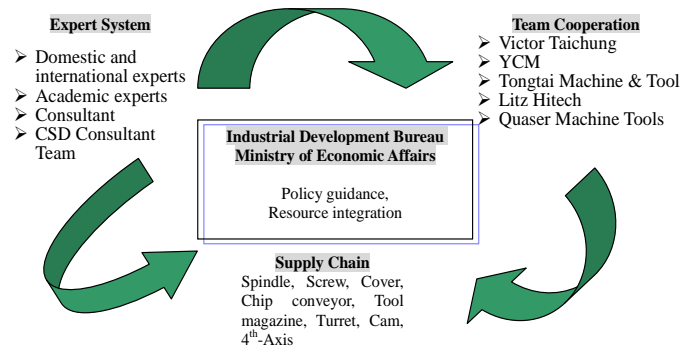 Expert System
➢ Domestic and
international experts
➢ Academic experts
➢ Consultant
➢ CSD Consultant
Team
Team Cooperation
➢ Victor Taichung
➢ YCM
➢ Tongtai Machine & Tool
➢ Litz Hitech
➢ Quaser Machine Tools
Industrial Development Bureau
Ministry of Economic Affairs
Policy guidance,
Resource integration
Supply Chain
Spindle, Screw, Cover,
Chip conveyor, Tool
magazine, Turret, Cam,
4th-Axis